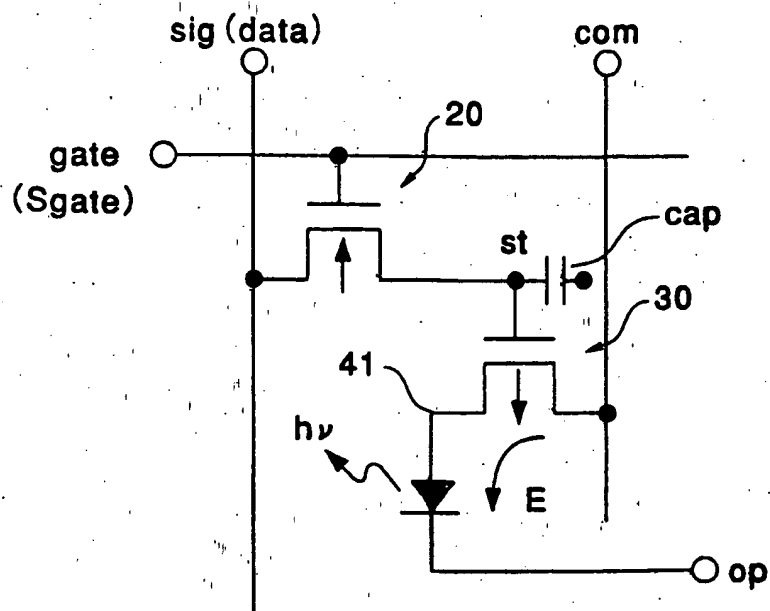 sig (data)
com
20
gate
(Sgate)
cap
st
30
41
hν
E
op